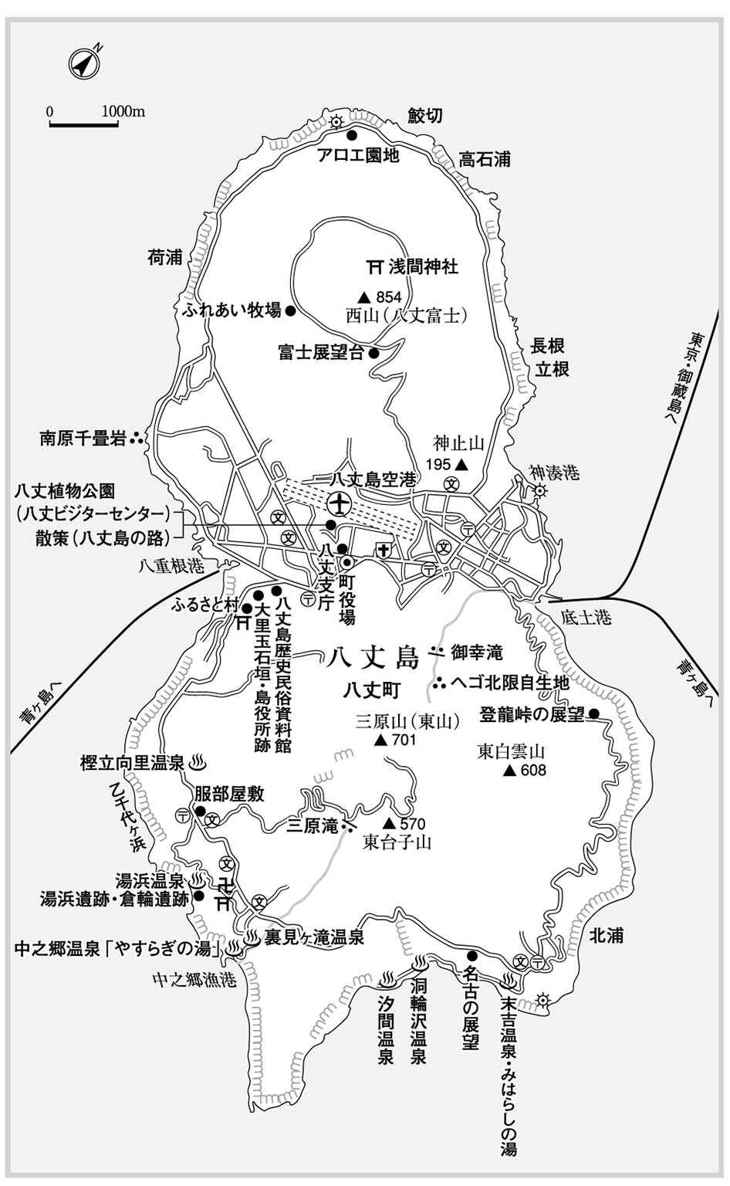 N
0 1000m
鮫切
アロエ園地
高石浦
荷浦
浅間神社
854
西山(八丈富士)
ふれあい牧場
富士展望台
長根
立根
東京・御蔵島へ
南原千畳岩
神止山
195
神湊港
八丈島空港
八丈植物公園
(八丈ビジターセンター)
散策(八丈島の路)
文
文
文
文
〒
〒
〒
八重根港
八丈支庁
町役場
底土港
ふるさと村
大里玉石垣・島役所跡
八丈島歴史民俗資料館
青ヶ島へ
青ヶ島へ
八丈島
八丈町
御幸滝
ヘゴ北限自生地
登龍峠の展望
三原山(東山)
701
東白雲山
608
樫立向里温泉
乙千代ヶ浜
服部屋敷
〒
文
三原滝
570
東台子山
文
湯浜温泉
湯浜遺跡・倉輪遺跡
卍
文
中之郷温泉「やすらぎの湯」
裏見ヶ滝温泉
中之郷漁港
北浦
文
〒
汐間温泉
洞輪沢温泉
名古の展望
末吉温泉・みはらしの湯